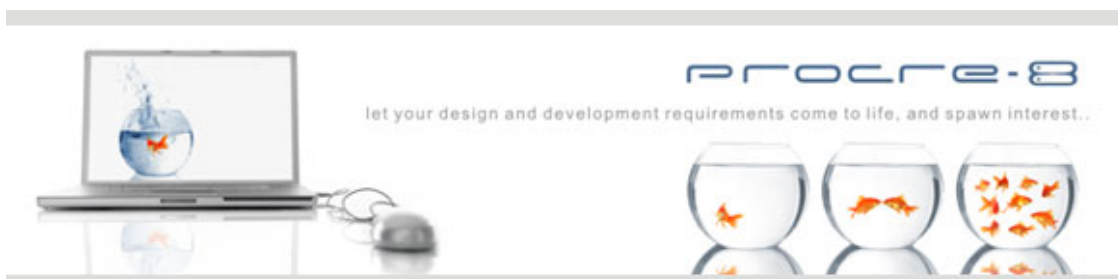 procre-8
let your design and development requirements come to life, and spawn interest..